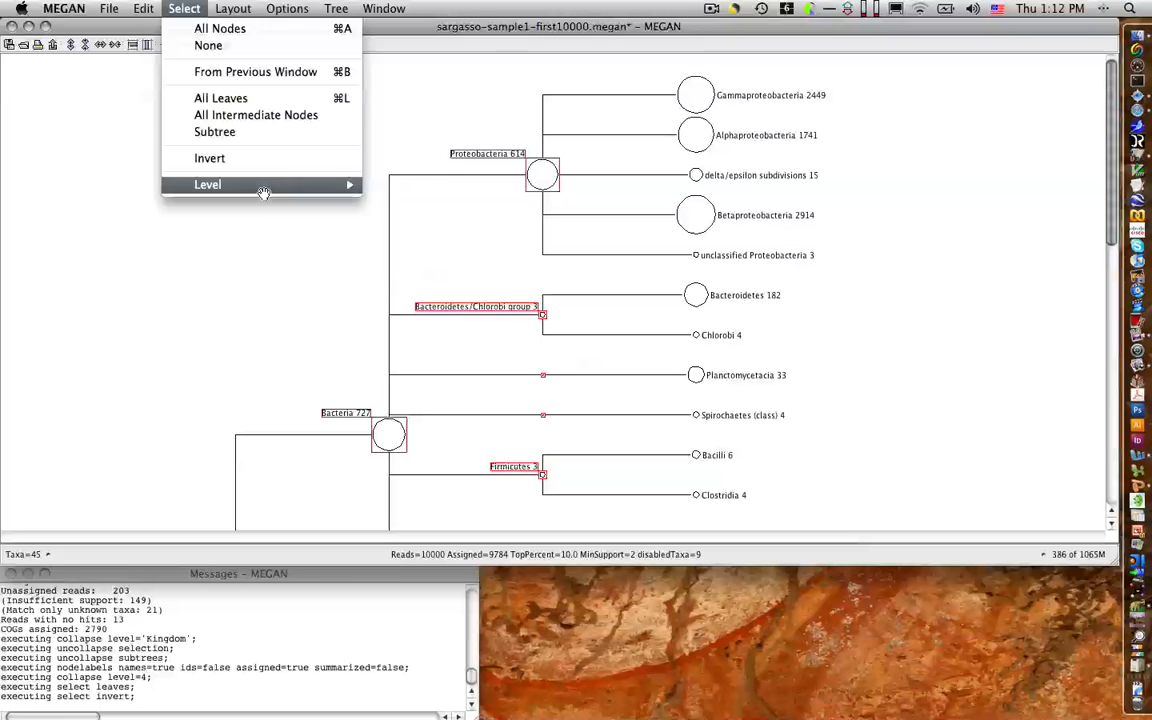 MEGAN File Edit Select Layout Options Tree Window Thu 1:12 PM
sargasso-sample1-first10000.megan* - MEGAN
All Nodes ⌘A
None
From Previous Window ⌘B
All Leaves ⌘L
All Intermediate Nodes
Subtree
Invert
Level
Gammaproteobacteria 2449
Alphaproteobacteria 1741
Proteobacteria 614
delta/epsilon subdivisions 15
Betaproteobacteria 2914
unclassified Proteobacteria 3
Bacteroidetes 182
Bacteroidetes/Chlorobi group 3
Chlorobi 4
Planctomycetacia 33
Bacteria 727
Spirochaetes (class) 4
Bacilli 6
Firmicutes 3
Clostridia 4
Taxa=45 Reads=10000 Assigned=9784 TopPercent=10.0 MinSupport=2 disabledTaxa=9 386 of 1065M
Messages - MEGAN
Unassigned reads: 203
(Insufficient support: 149)
(Match only unknown taxa: 21)
Reads with no hits: 13
COGs assigned: 2790
executing collapse level='Kingdom';
executing uncollapse selection;
executing uncollapse subtrees;
executing nodelabels names=true ids=false assigned=true summarized=false;
executing collapse level=4;
executing select leaves;
executing select invert;